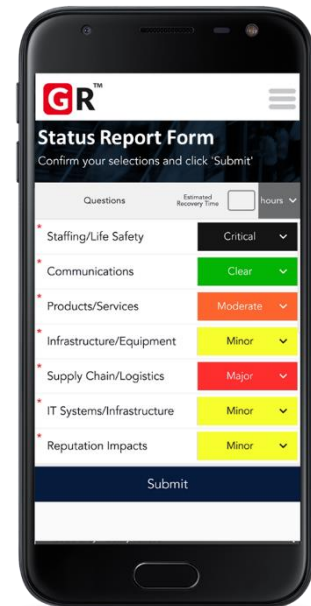 GR™
Status Report Form
Confirm your selections and click 'Submit'
Questions Estimated Recovery Time hours
* Staffing/Life Safety Critical
* Communications Clear
* Products/Services Moderate
* Infrastructure/Equipment Minor
* Supply Chain/Logistics Major
* IT Systems/Infrastructure Minor
* Reputation Impacts Minor
Submit